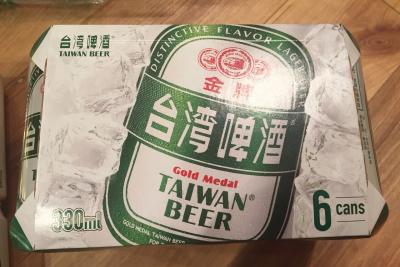 台湾啤酒
TAIWAN BEER
DISTINCTIVE FLAVOR LAGER
金牌
台湾啤酒
Gold Medal
TAIWAN®
BEER
GOLD MEDAL TAIWAN BEER
330ml
6 cans